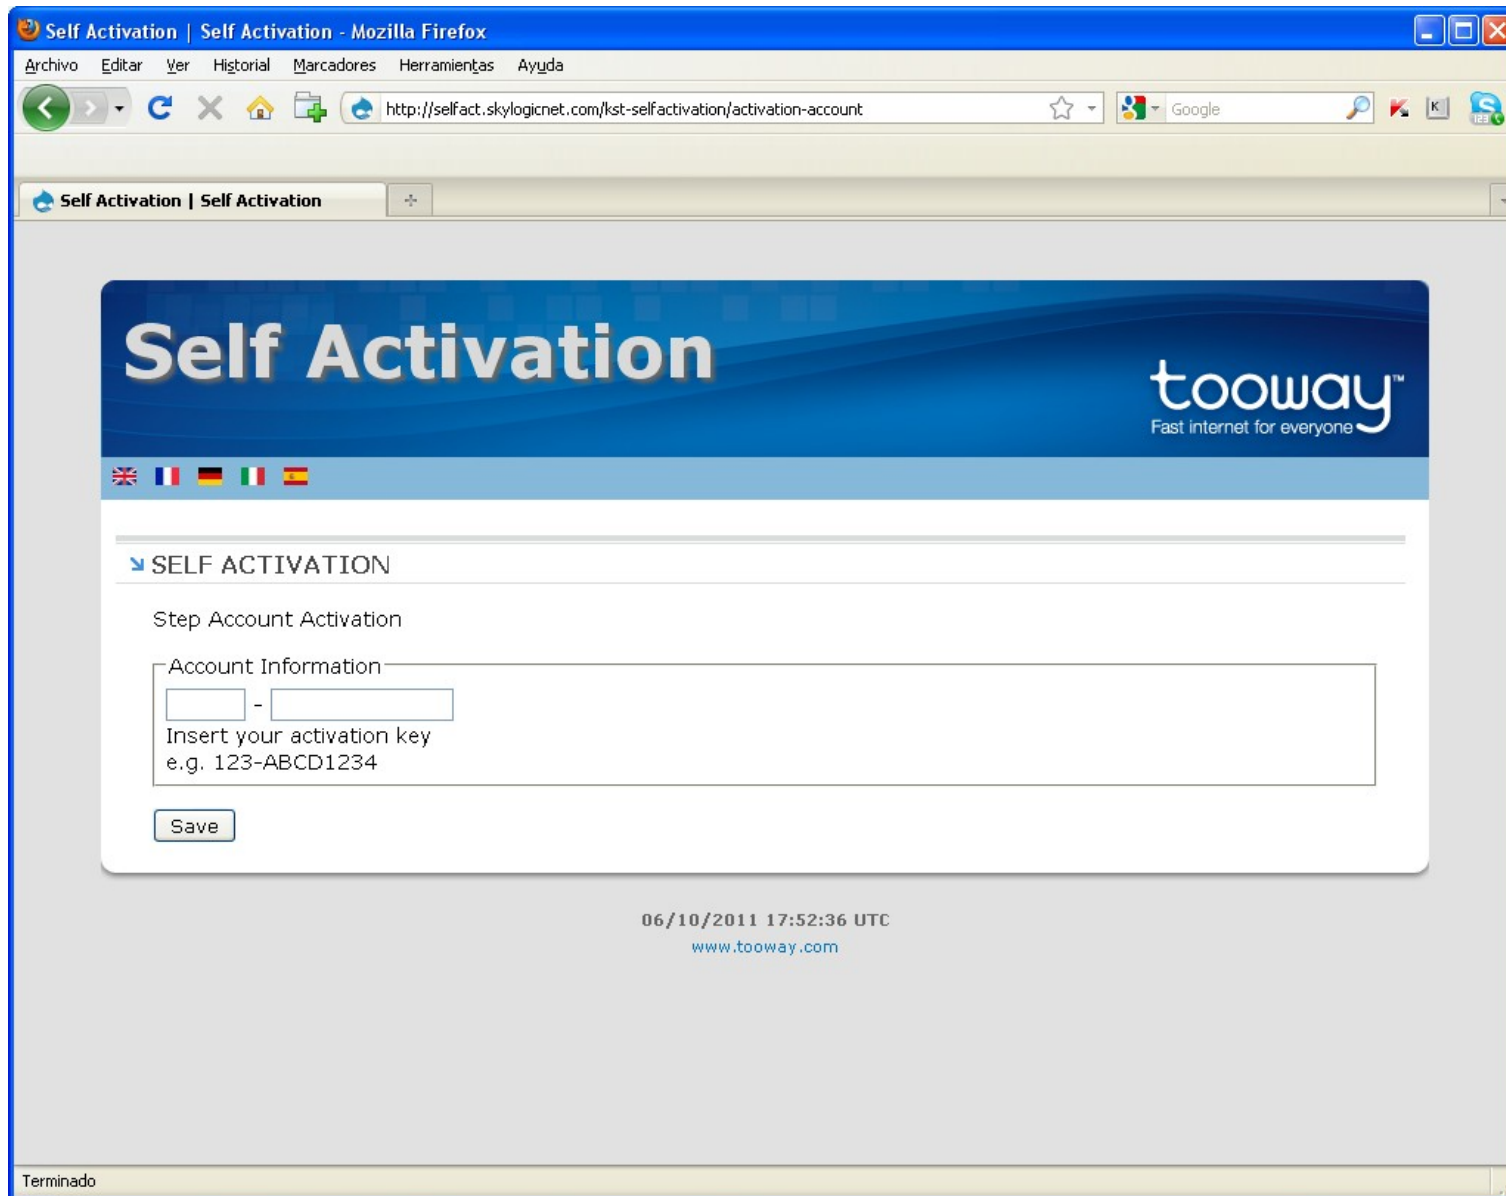 Self Activation | Self Activation - Mozilla Firefox
Archivo Editar Ver Historial Marcadores Herramientas Ayuda
http://selfact.skylogicnet.com/kst-selfactivation/activation-account Google
Self Activation | Self Activation
Self Activation
tooway™
Fast internet for everyone
SELF ACTIVATION
Step Account Activation
Account Information
-
Insert your activation key
e.g. 123-ABCD1234
Save
06/10/2011 17:52:36 UTC
www.tooway.com
Terminado